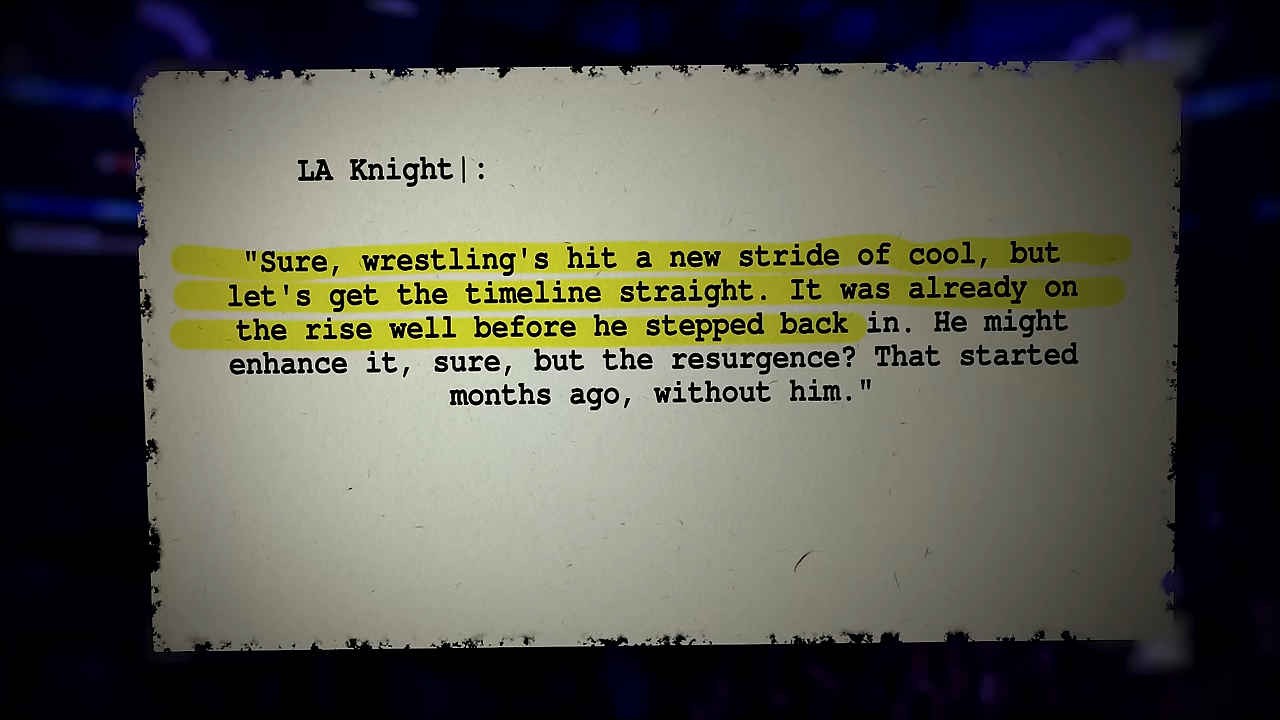 LA Knight|:
"Sure, wrestling's hit a new stride of cool, but
let's get the timeline straight. It was already on
the rise well before he stepped back in. He might
enhance it, sure, but the resurgence? That started
months ago, without him."